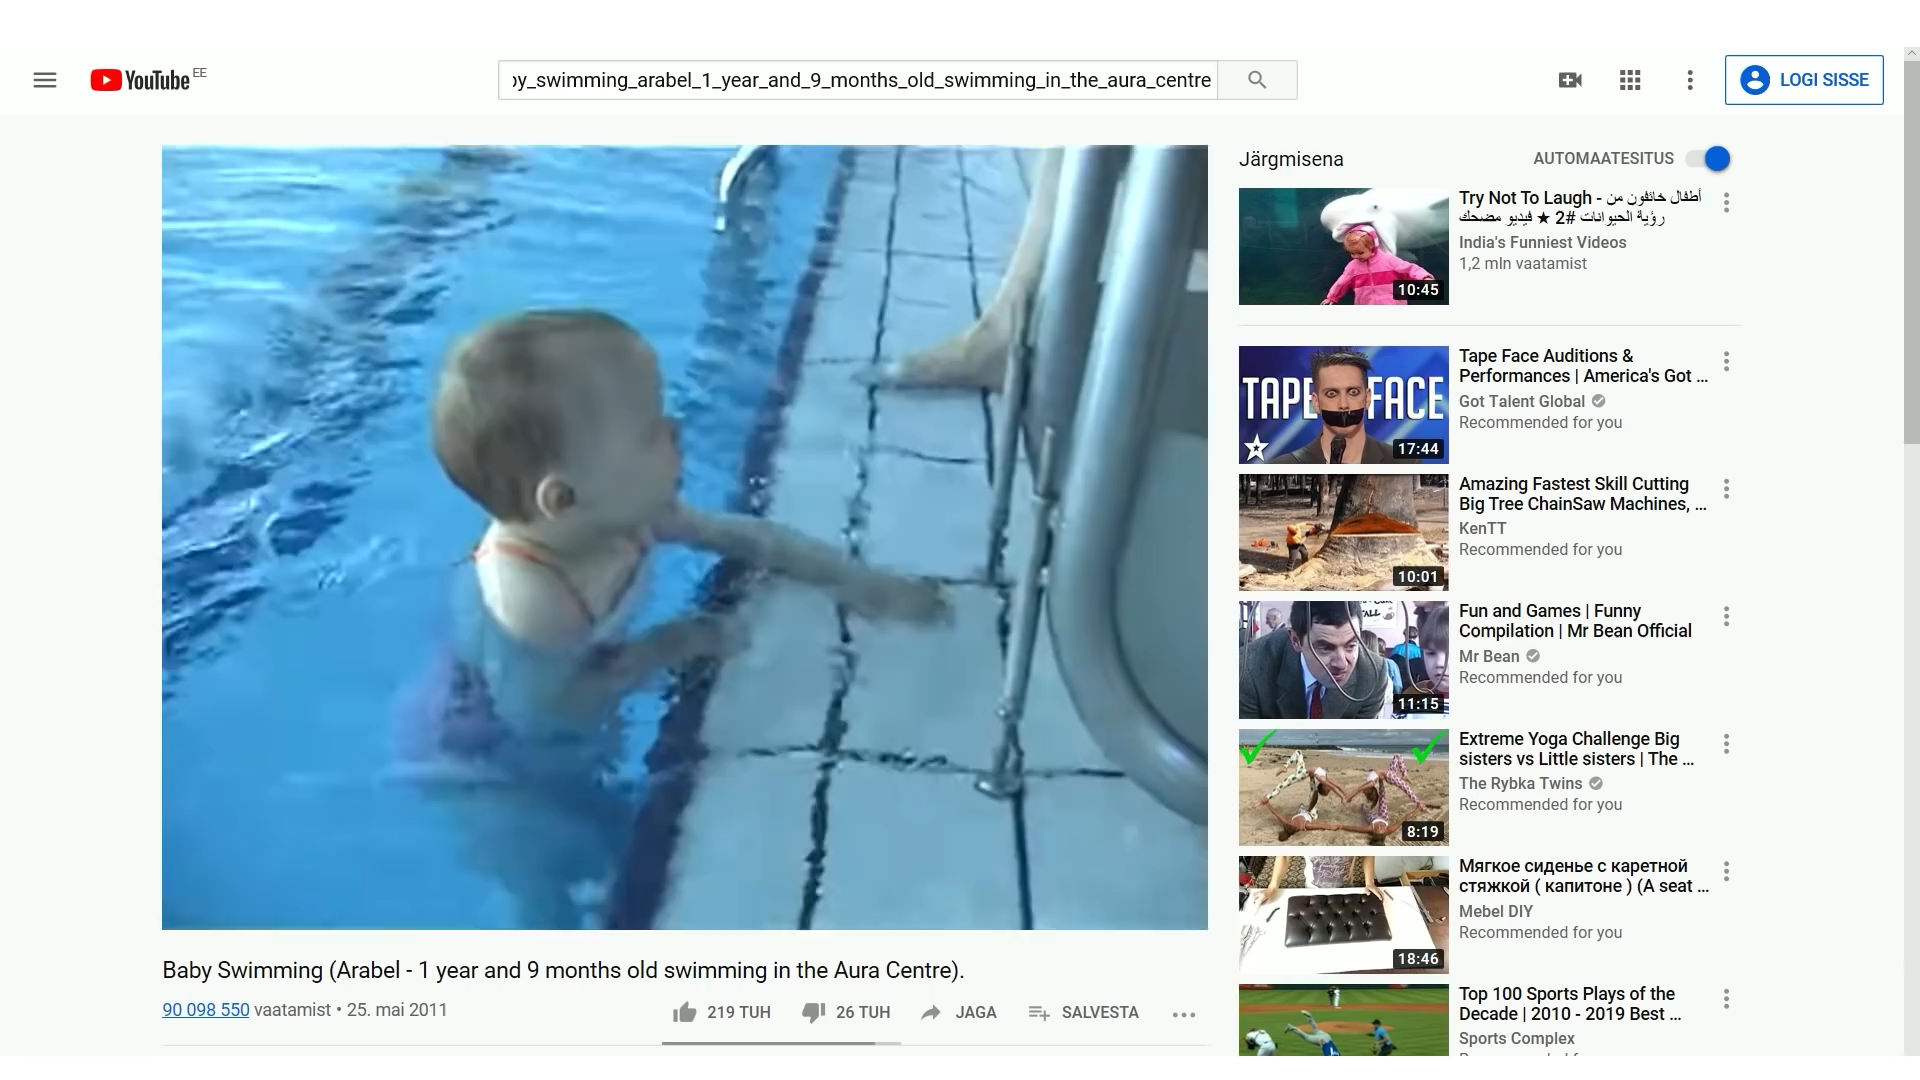 YouTube EE
by_swimming_arabel_1_year_and_9_months_old_swimming_in_the_aura_centre
LOGI SISSE
Baby Swimming (Arabel - 1 year and 9 months old swimming in the Aura Centre).
90 098 550 vaatamist • 25. mai 2011
219 TUH
26 TUH
JAGA
SALVESTA
Järgmisena
AUTOMAATESITUS
10:45
Try Not To Laugh - أطفال خائفون من
رؤية الحيوانات #2 ★ فيديو مضحك
India's Funniest Videos
1,2 mln vaatamist
TAPE FACE
17:44
Tape Face Auditions &
Performances | America's Got ...
Got Talent Global
Recommended for you
10:01
Amazing Fastest Skill Cutting
Big Tree ChainSaw Machines, ...
KenTT
Recommended for you
11:15
Fun and Games | Funny
Compilation | Mr Bean Official
Mr Bean
Recommended for you
8:19
Extreme Yoga Challenge Big
sisters vs Little sisters | The ...
The Rybka Twins
Recommended for you
18:46
Мягкое сиденье с каретной
стяжкой ( капитоне ) (A seat ...
Mebel DIY
Recommended for you
Top 100 Sports Plays of the
Decade | 2010 - 2019 Best ...
Sports Complex